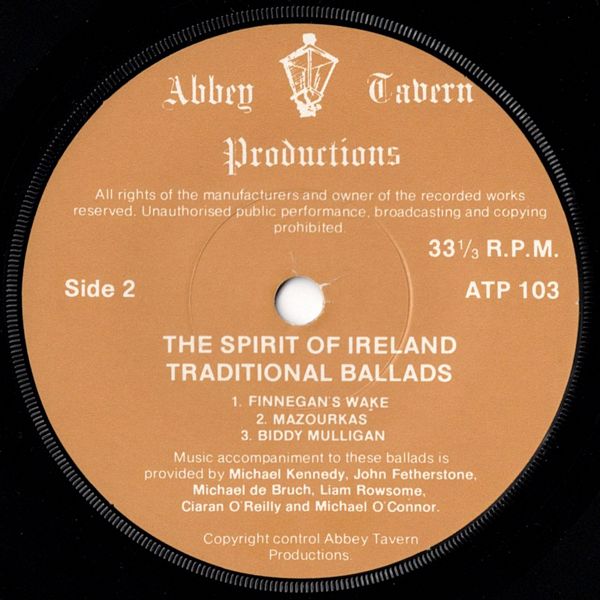 Abbey Tavern
Productions
All rights of the manufacturers and owner of the recorded works
reserved. Unauthorised public performance, broadcasting and copying
prohibited.
33 1/3 R.P.M.
Side 2
ATP 103
THE SPIRIT OF IRELAND
TRADITIONAL BALLADS
1. FINNEGAN'S WAKE
2. MAZOURKAS
3. BIDDY MULLIGAN
Music accompaniment to these ballads is
provided by Michael Kennedy, John Fetherstone,
Michael de Bruch, Liam Rowsome,
Ciaran O'Reilly and Michael O'Connor.
Copyright control Abbey Tavern
Productions.